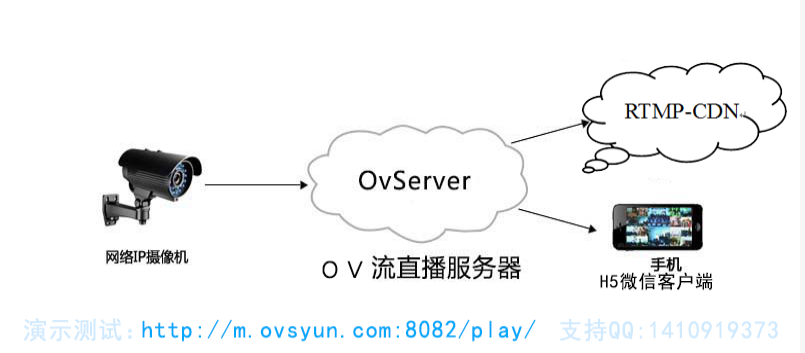 RTMP-CDN
OvServer
网络IP摄像机
OV流直播服务器
手机
H5微信客户端
演示测试:http://m.ovsyun.com:8082/play/ 支持QQ:1410919373